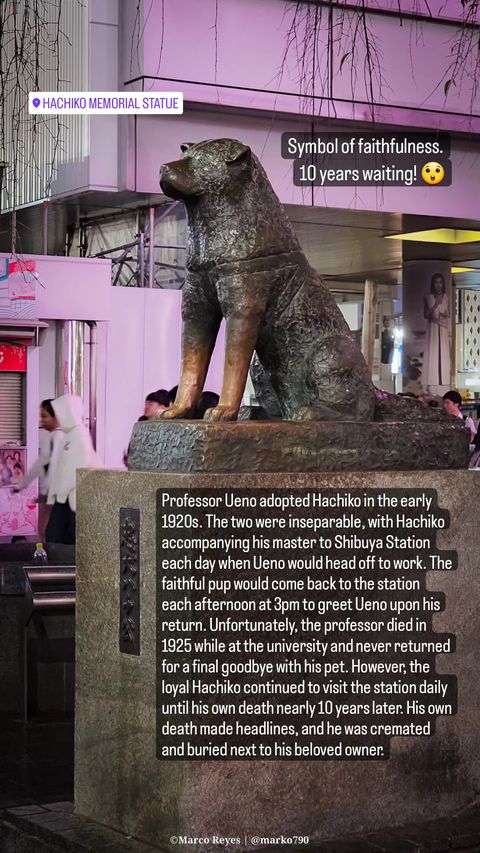 HACHIKO MEMORIAL STATUE
Symbol of faithfulness.
10 years waiting! 😲
Professor Ueno adopted Hachiko in the early
1920s. The two were inseparable, with Hachiko
accompanying his master to Shibuya Station
each day when Ueno would head off to work. The
faithful pup would come back to the station
each afternoon at 3pm to greet Ueno upon his
return. Unfortunately, the professor died in
1925 while at the university and never returned
for a final goodbye with his pet. However, the
loyal Hachiko continued to visit the station daily
until his own death nearly 10 years later. His own
death made headlines, and he was cremated
and buried next to his beloved owner.
©Marco Reyes | @marko790